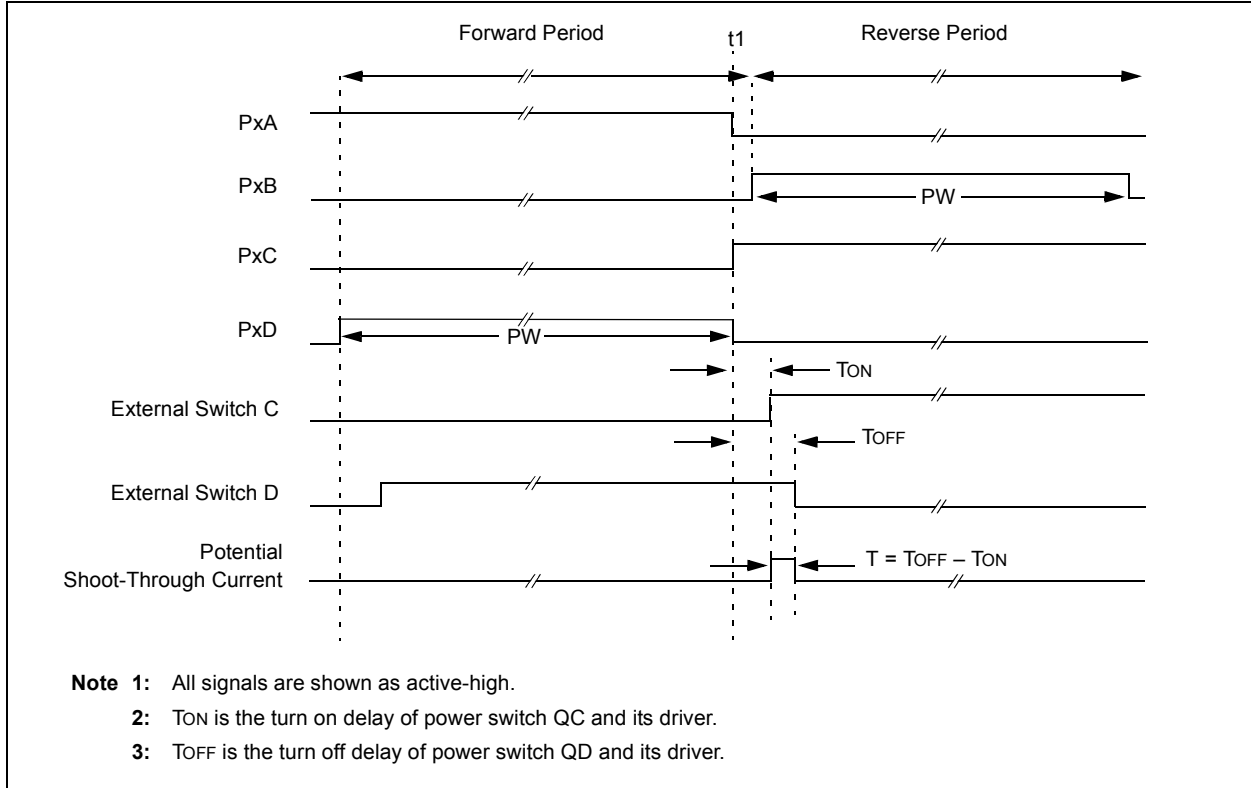 Forward Period
t1
Reverse Period
PxA
PxB
PW
PxC
PxD
PW
TON
External Switch C
TOFF
External Switch D
Potential
Shoot-Through Current
T = TOFF – TON
Note 1: All signals are shown as active-high.
2: TON is the turn on delay of power switch QC and its driver.
3: TOFF is the turn off delay of power switch QD and its driver.